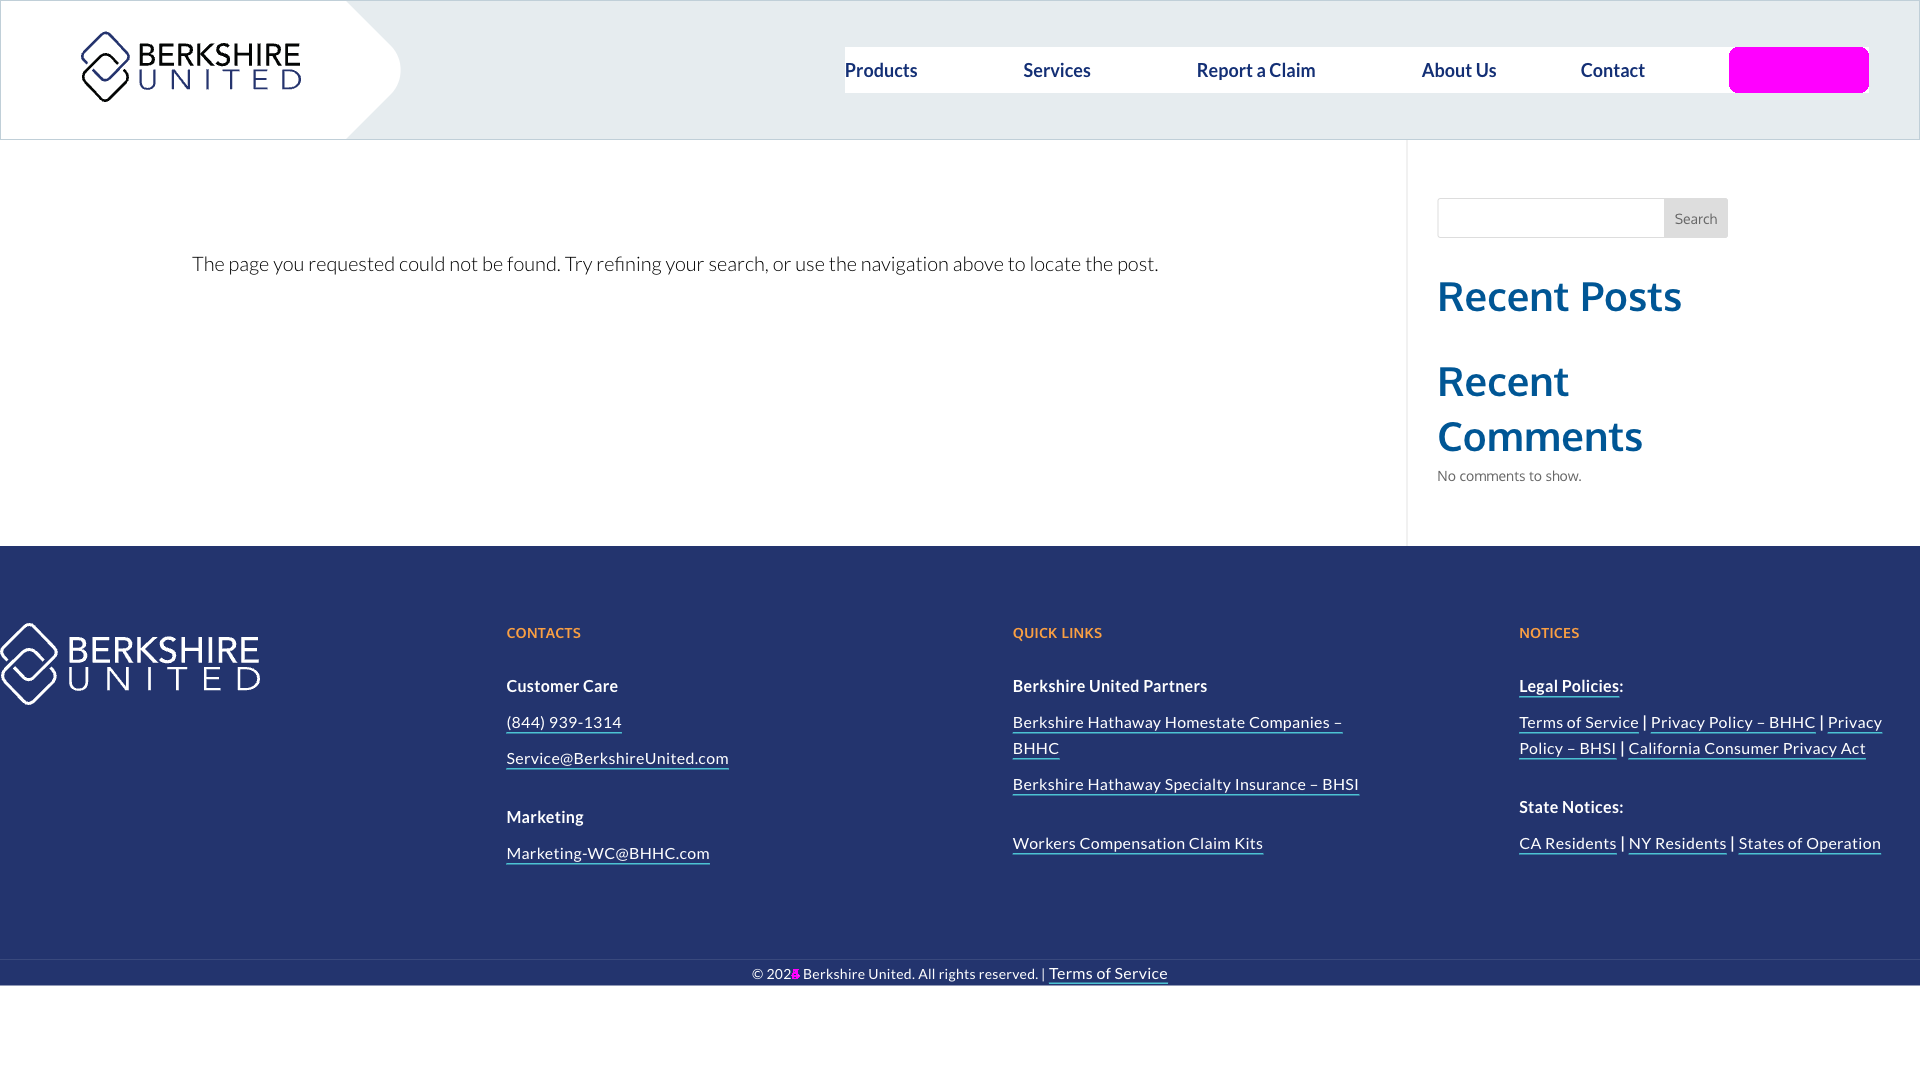 BERKSHIRE
UNITED
Products
Services
Report a Claim
About Us
Contact
The page you requested could not be found. Try refining your search, or use the navigation above to locate the post.
Search
Recent Posts
Recent
Comments
No comments to show.
BERKSHIRE
UNITED
CONTACTS
Customer Care
(844) 939-1314
Service@BerkshireUnited.com
Marketing
Marketing-WC@BHHC.com
QUICK LINKS
Berkshire United Partners
Berkshire Hathaway Homestate Companies –
BHHC
Berkshire Hathaway Specialty Insurance – BHSI
Workers Compensation Claim Kits
NOTICES
Legal Policies:
Terms of Service | Privacy Policy – BHHC | Privacy
Policy – BHSI | California Consumer Privacy Act
State Notices:
CA Residents | NY Residents | States of Operation
© Berkshire United. All rights reserved. | Terms of Service